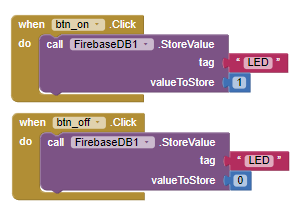 when btn_on .Click
do call FirebaseDB1 .StoreValue
tag " LED "
valueToStore 1
when btn_off .Click
do call FirebaseDB1 .StoreValue
tag " LED "
valueToStore 0